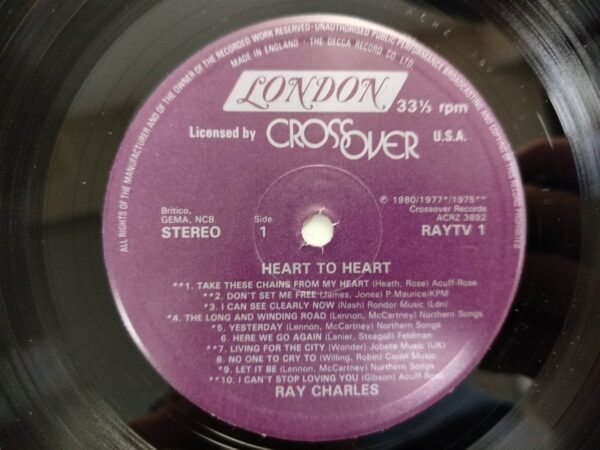 ALL RIGHTS OF THE MANUFACTURER AND OF THE OWNER OF THE RECORDED WORK RESERVED · UNAUTHORISED PUBLIC PERFORMANCE BROADCASTING AND COPYING OF THIS RECORD PROHIBITED
MADE IN ENGLAND · THE DECCA RECORD CO LTD.
LONDON 33⅓ rpm
Licensed by CROSSOVER U.S.A.
Britico,
GEMA, NCB
STEREO
Side
1
℗ 1980/1977*/1975**
Crossover Records
ACRZ 3892
RAYTV 1
HEART TO HEART
**1. TAKE THESE CHAINS FROM MY HEART (Heath, Rose) Acuff-Rose
**2. DON'T SET ME FREE (James, Jones) P.Maurice/KPM
*3. I CAN SEE CLEARLY NOW (Nash) Rondor Music (Ldn)
*4. THE LONG AND WINDING ROAD (Lennon, McCartney) Northern Songs
*5. YESTERDAY (Lennon, McCartney) Northern Songs
6. HERE WE GO AGAIN (Lanier, Steagall) Feldman
**7. LIVING FOR THE CITY (Wonder) Jobete Music (UK)
8. NO ONE TO CRY TO (Willing, Robin) Carlin Music
*9. LET IT BE (Lennon, McCartney) Northern Songs
**10. I CAN'T STOP LOVING YOU (Gibson) Acuff-Rose
RAY CHARLES